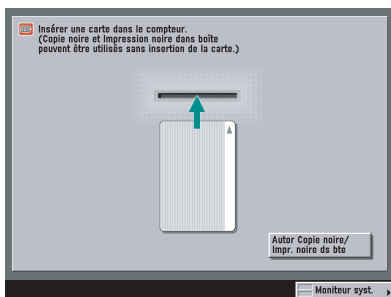 Insérer une carte dans le compteur.
(Copie noire et Impression noire dans boîte
peuvent être utilisés sans insertion de la carte.)
Autor Copie noire/
Impr. noire ds bte
Moniteur syst.